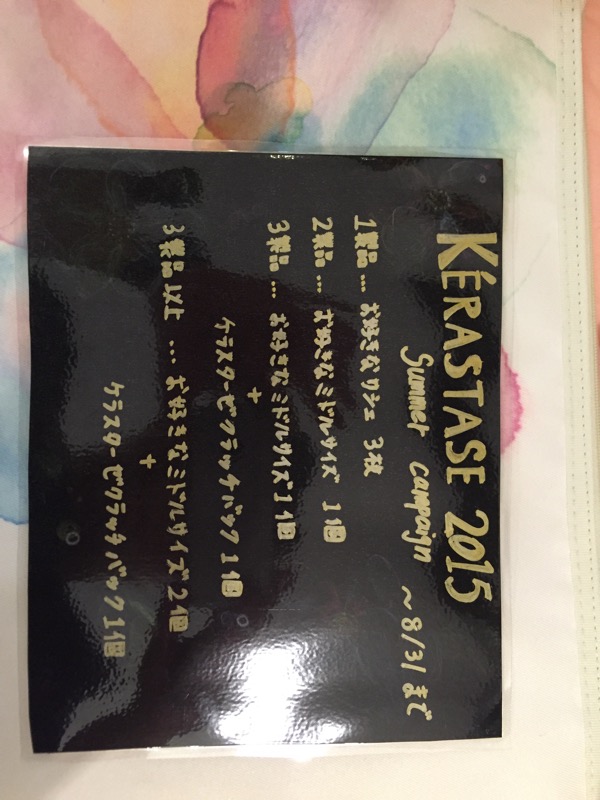 KÉRASTASE 2015
Summer campaign ～8/31まで
1製品 … お好きなリシェ 3枚
2製品 … お好きなミドルサイズ 1個
3製品 … お好きなミドルサイズ1個
+
ケラスターゼクラッチバック 1個
3製品 以上 … お好きなミドルサイズ2個
+
ケラスターゼクラッチバック1個